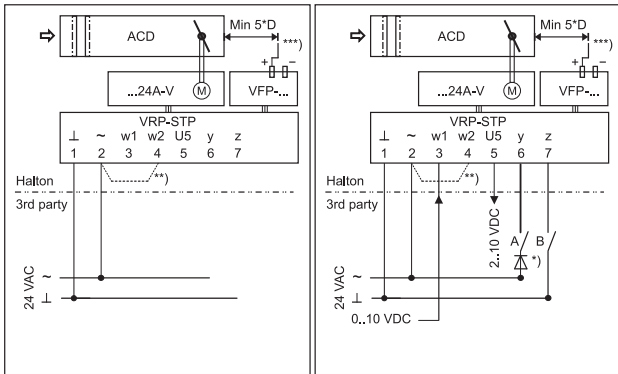 ACD
Min 5*D
***)
+ −
...24A-V
M
VFP-...
VRP-STP
⊥ ~ w1 w2 U5 y z
1 2 3 4 5 6 7
**)
Halton
3rd party
24 VAC
~
⊥
ACD
Min 5*D
***)
+ −
...24A-V
M
VFP-...
VRP-STP
⊥ ~ w1 w2 U5 y z
1 2 3 4 5 6 7
**)
Halton
3rd party
2..10 VDC
A
B
*)
24 VAC
~
⊥
0..10 VDC